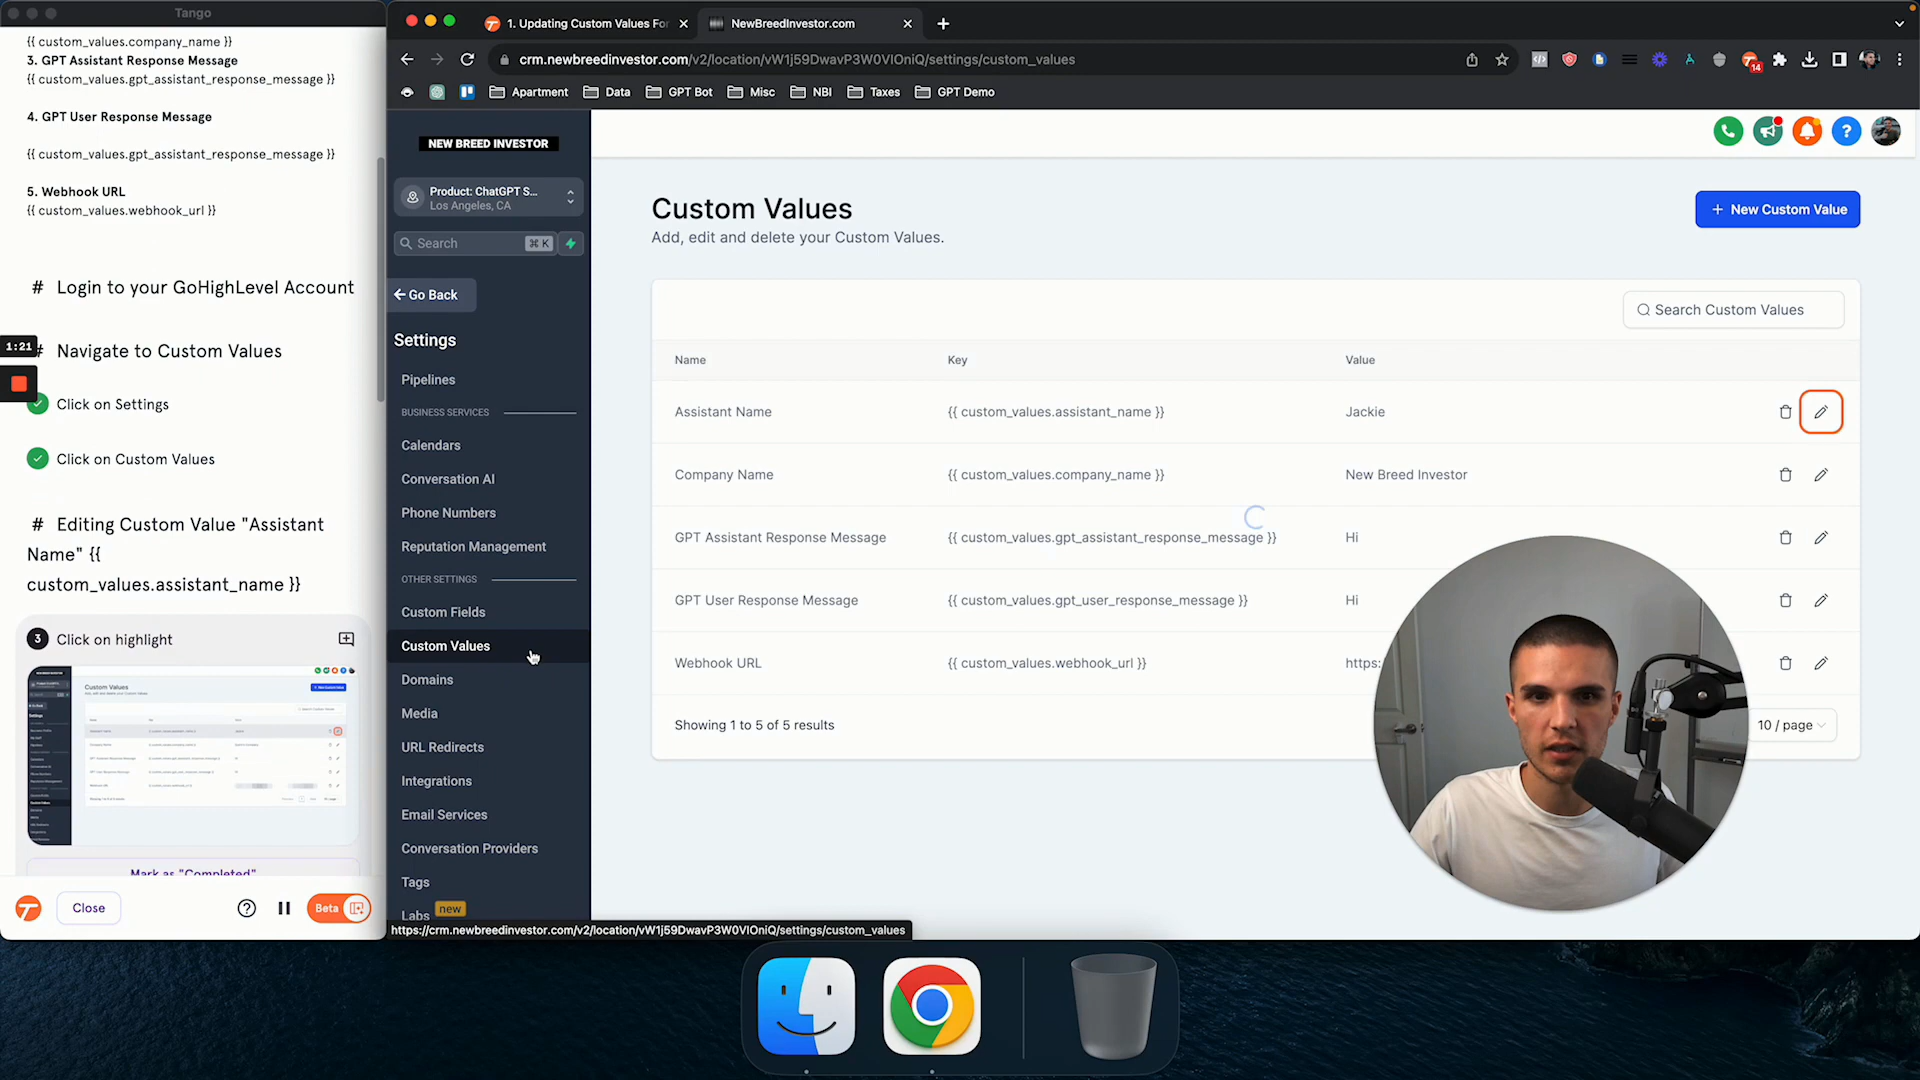 Tango
{{ custom_values.company_name }}
3. GPT Assistant Response Message
{{ custom_values.gpt_assistant_response_message }}
4. GPT User Response Message
{{ custom_values.gpt_assistant_response_message }}
5. Webhook URL
{{ custom_values.webhook_url }}
# Login to your GoHighLevel Account
1:21
# Navigate to Custom Values
Click on Settings
Click on Custom Values
# Editing Custom Value "Assistant
Name" {{
custom_values.assistant_name }}
3 Click on highlight
Custom Values
Mark as "Completed"
Close
Beta
1. Updating Custom Values For
NewBreedInvestor.com
crm.newbreedinvestor.com/v2/location/vW1j59DwavP3W0VIOniQ/settings/custom_values
14
Apartment
Data
GPT Bot
Misc
NBI
Taxes
GPT Demo
NEW BREED INVESTOR
Product: ChatGPT S...
Los Angeles, CA
Search
⌘ K
Go Back
Settings
Pipelines
BUSINESS SERVICES
Calendars
Conversation AI
Phone Numbers
Reputation Management
OTHER SETTINGS
Custom Fields
Custom Values
Domains
Media
URL Redirects
Integrations
Email Services
Conversation Providers
Tags
Labs new
https://crm.newbreedinvestor.com/v2/location/vW1j59DwavP3W0VIOniQ/settings/custom_values
Custom Values
Add, edit and delete your Custom Values.
+ New Custom Value
Search Custom Values
Name Key Value
Assistant Name {{ custom_values.assistant_name }} Jackie
Company Name {{ custom_values.company_name }} New Breed Investor
GPT Assistant Response Message {{ custom_values.gpt_assistant_response_message }} Hi
GPT User Response Message {{ custom_values.gpt_user_response_message }} Hi
Webhook URL {{ custom_values.webhook_url }} https:
Showing 1 to 5 of 5 results
10 / page